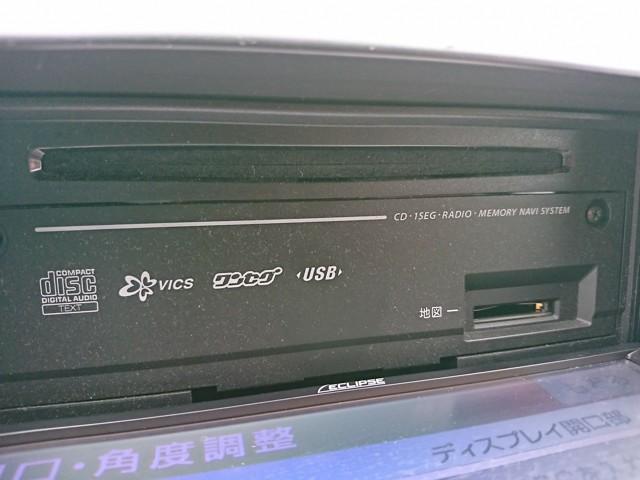 CD・1SEG・RADIO・MEMORY NAVI SYSTEM
COMPACT
disc
DIGITAL AUDIO
TEXT
VICS
ワンセグ
USB
地図
ECLIPSE
口・角度調整
ディスプレイ開口部